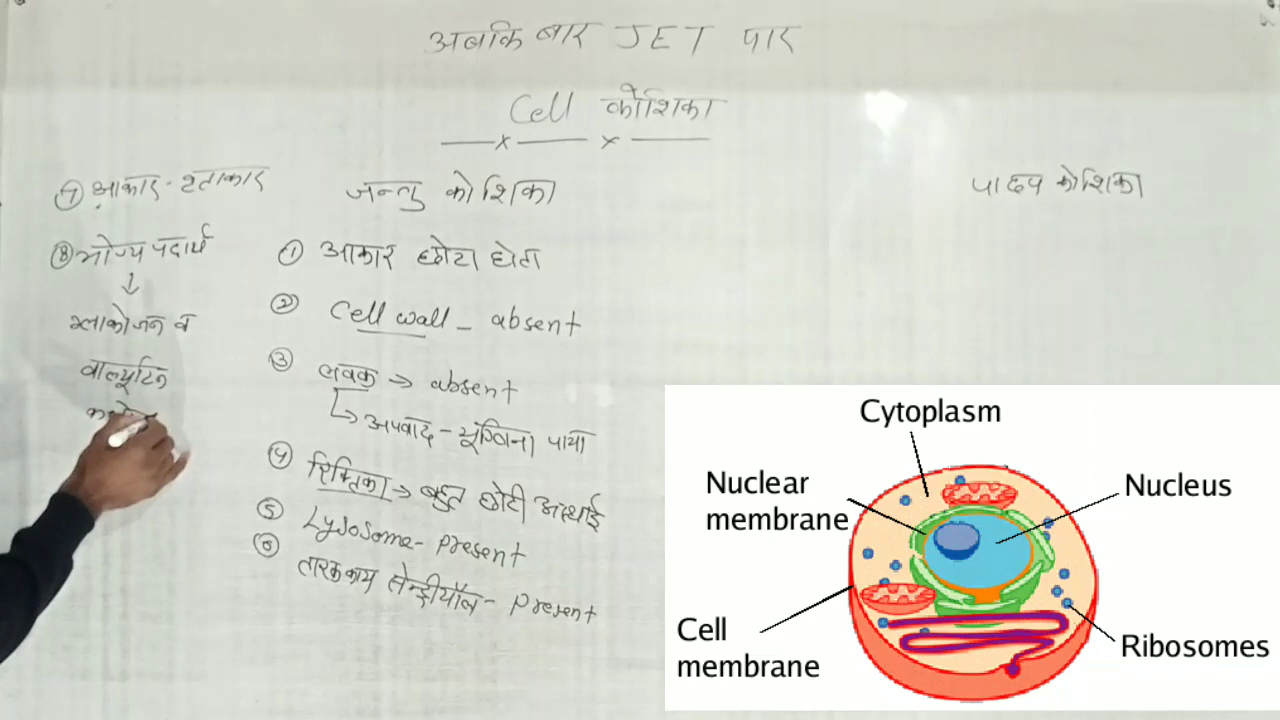 अबकि बार JET पार
Cell कोशिका
जन्तु कोशिका
① आकार छोटा होता
② Cell wall - absent
③ लवक → absent
↳ अपवाद - यूग्लिना पाया
④ रिक्तिका → बहुत छोटी अस्थाई
⑤ Lysosome - present
⑥ तारककाय सेन्ट्रीयॉल - present
⑦ आकार - वृताकार
⑧ भोज्य पदार्थ
↓
ग्लाकोजन व
वाल्यूटिन
पादप कोशिका
Cytoplasm
Nuclear
membrane
Nucleus
Cell
membrane
Ribosomes